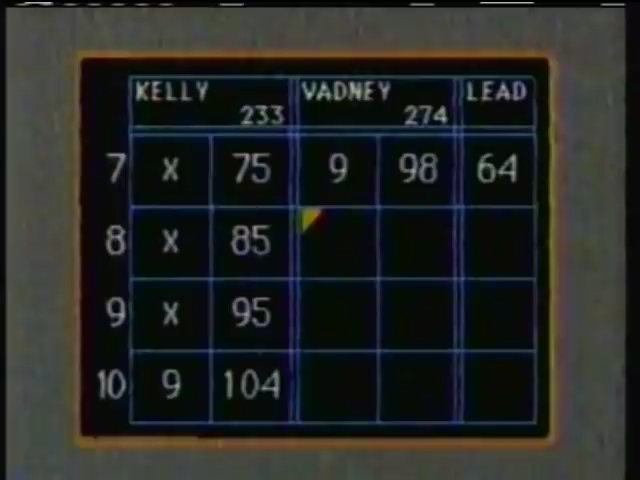 KELLY VADNEY LEAD
233 274
7 X 75 9 98 64
8 X 85
9 X 95
10 9 104